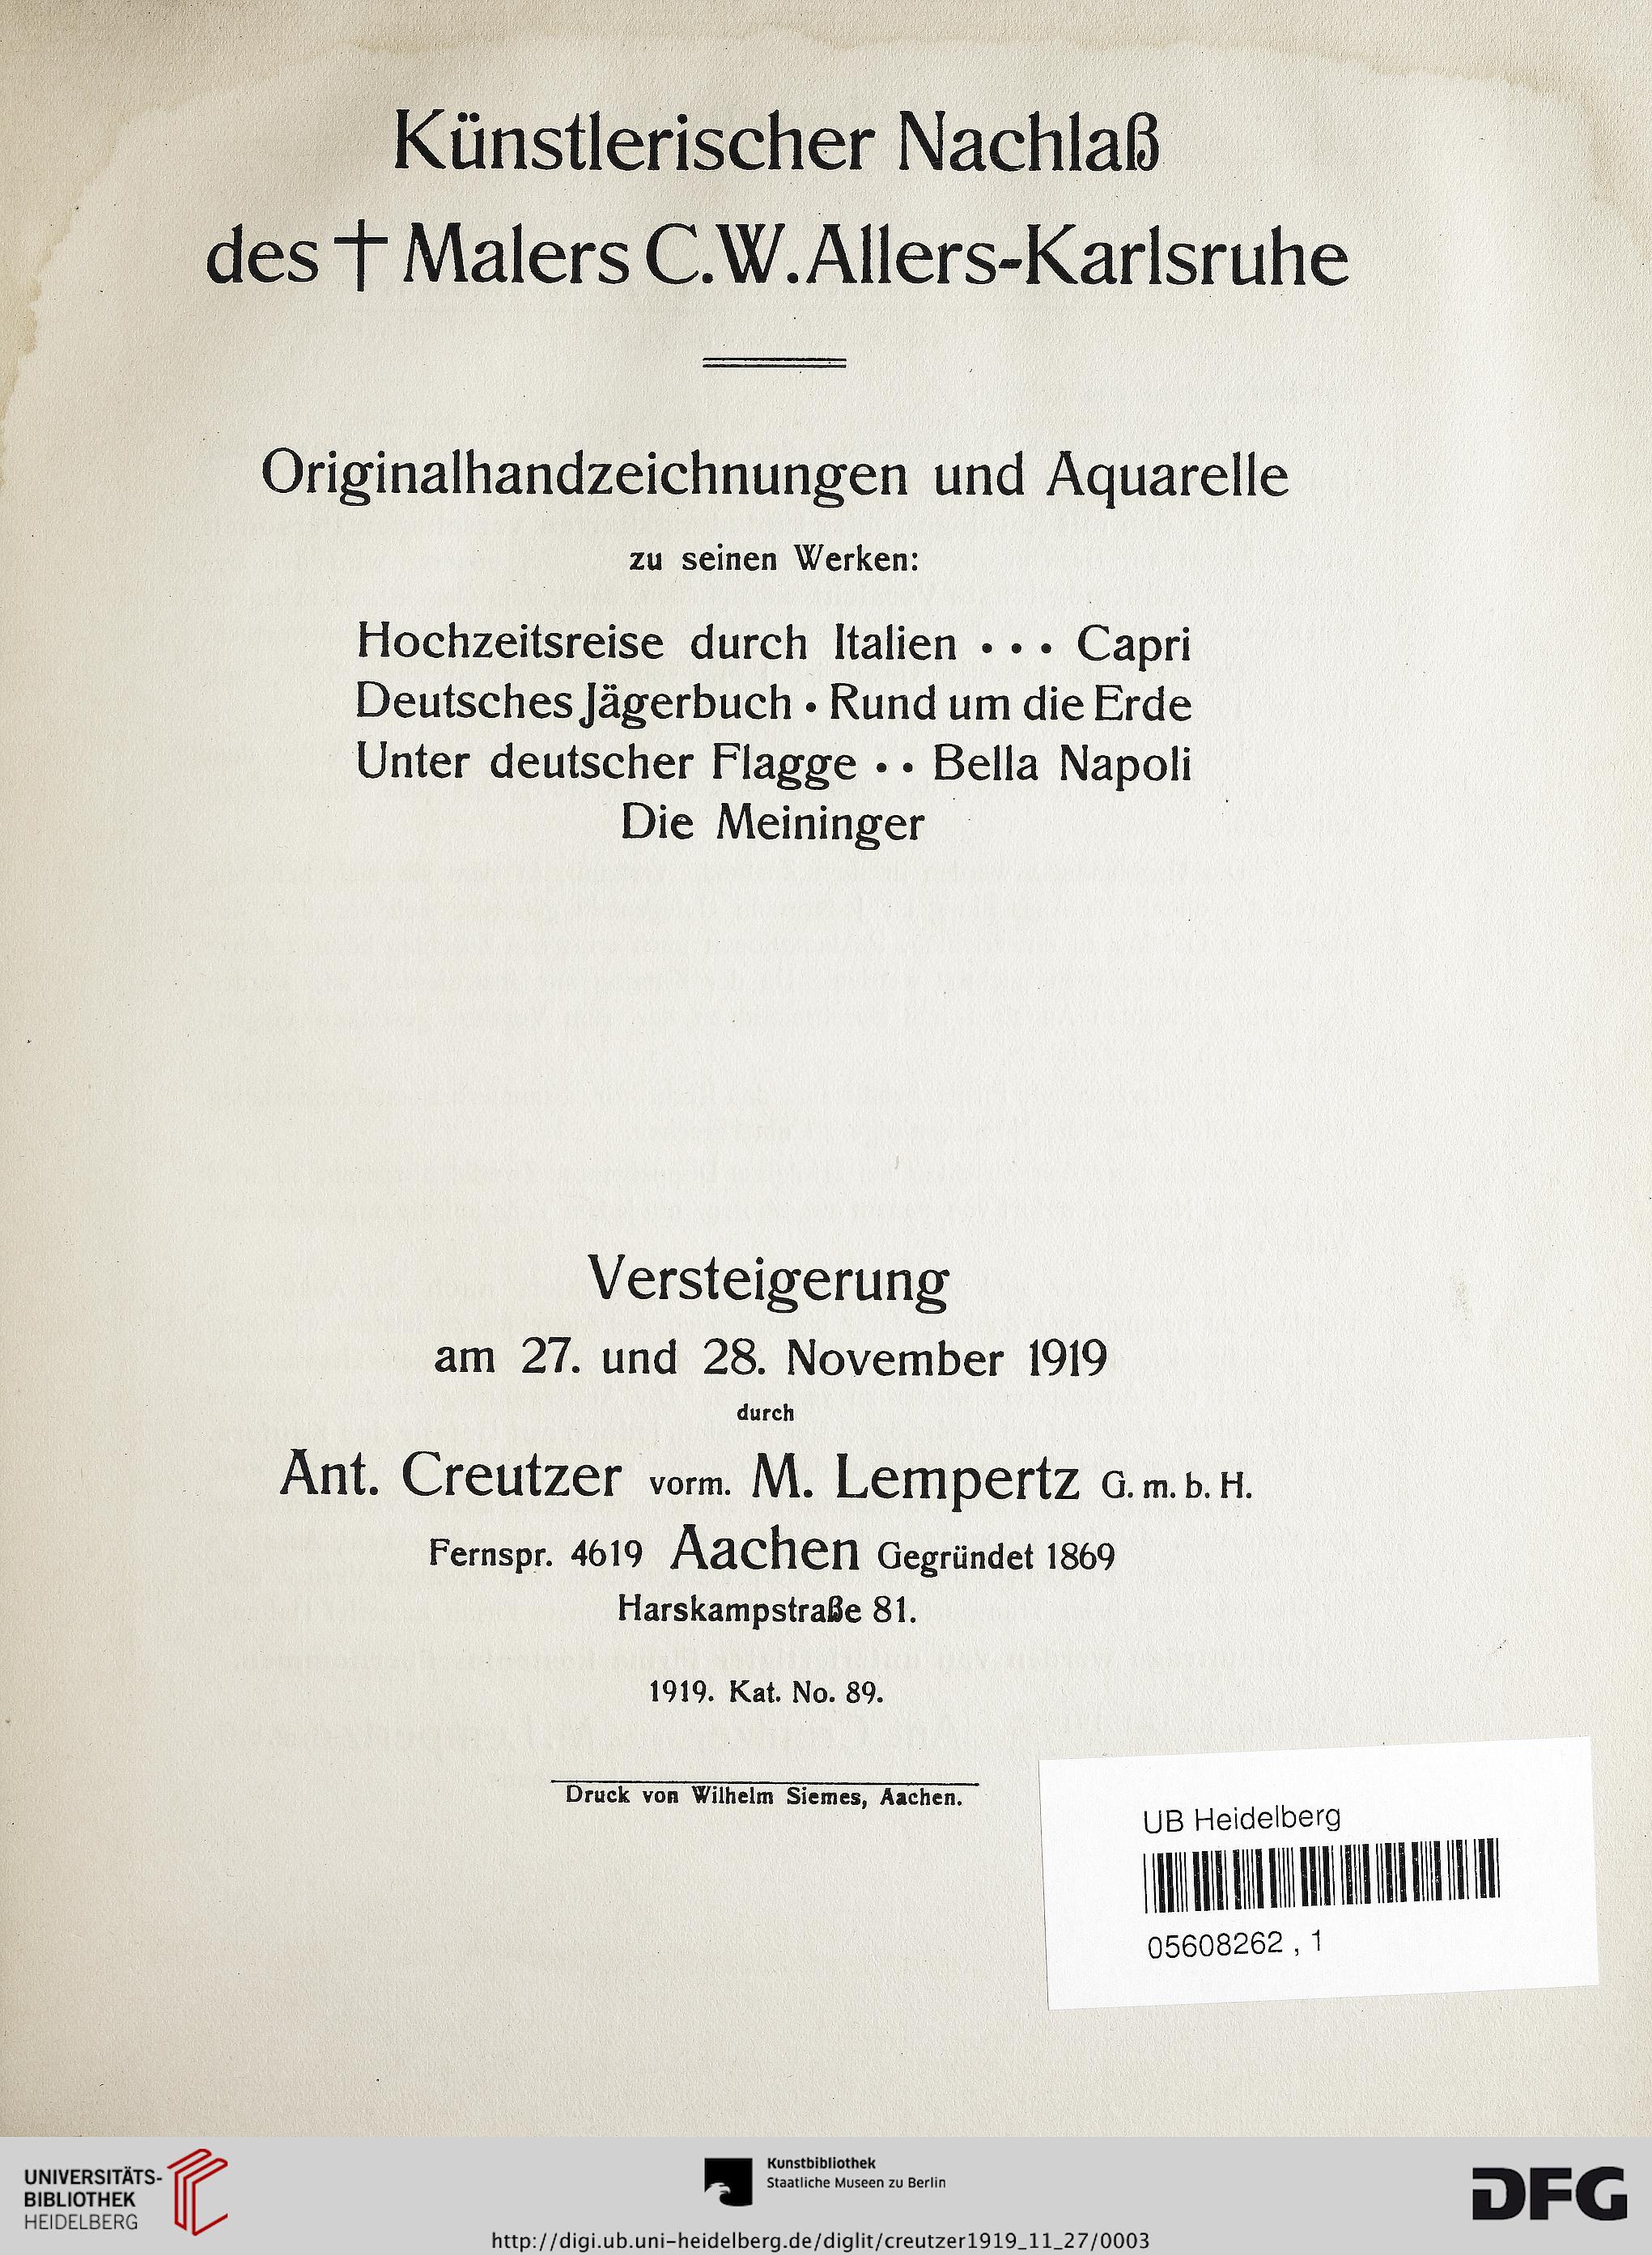 Künstlerischer Nachlaß
des † Malers C.W. Allers-Karlsruhe
Originalhandzeichnungen und Aquarelle
zu seinen Werken:
Hochzeitsreise durch Italien • • • Capri
Deutsches Jägerbuch • Rund um die Erde
Unter deutscher Flagge • • Bella Napoli
Die Meininger
Versteigerung
am 27. und 28. November 1919
durch
Ant. Creutzer vorm. M. Lempertz G. m. b. H.
Fernspr. 4619 Aachen Gegründet 1869
Harskampstraße 81.
1919. Kat. No. 89.
Druck von Wilhelm Siemes, Aachen.
UB Heidelberg
05608262 , 1
UNIVERSITÄTS-
BIBLIOTHEK
HEIDELBERG
Kunstbibliothek
Staatliche Museen zu Berlin
DFG
http://digi.ub.uni-heidelberg.de/diglit/creutzer1919_11_27/0003